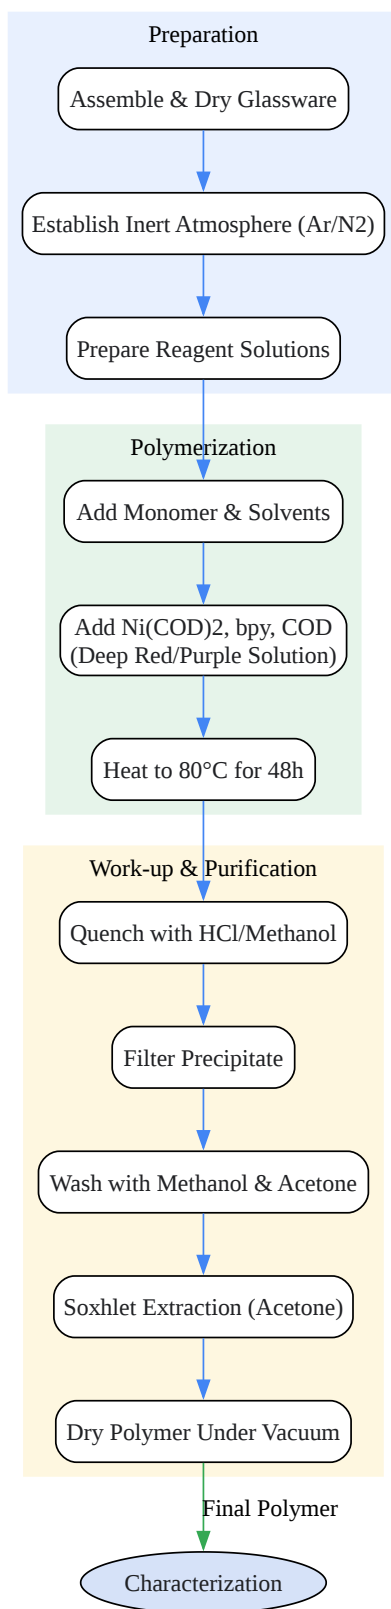 Preparation
Assemble & Dry Glassware
Establish Inert Atmosphere (Ar/N2)
Prepare Reagent Solutions
Polymerization
Add Monomer & Solvents
Add Ni(COD)2, bpy, COD
(Deep Red/Purple Solution)
Heat to 80°C for 48h
Work-up & Purification
Quench with HCl/Methanol
Filter Precipitate
Wash with Methanol & Acetone
Soxhlet Extraction (Acetone)
Dry Polymer Under Vacuum
Final Polymer
Characterization